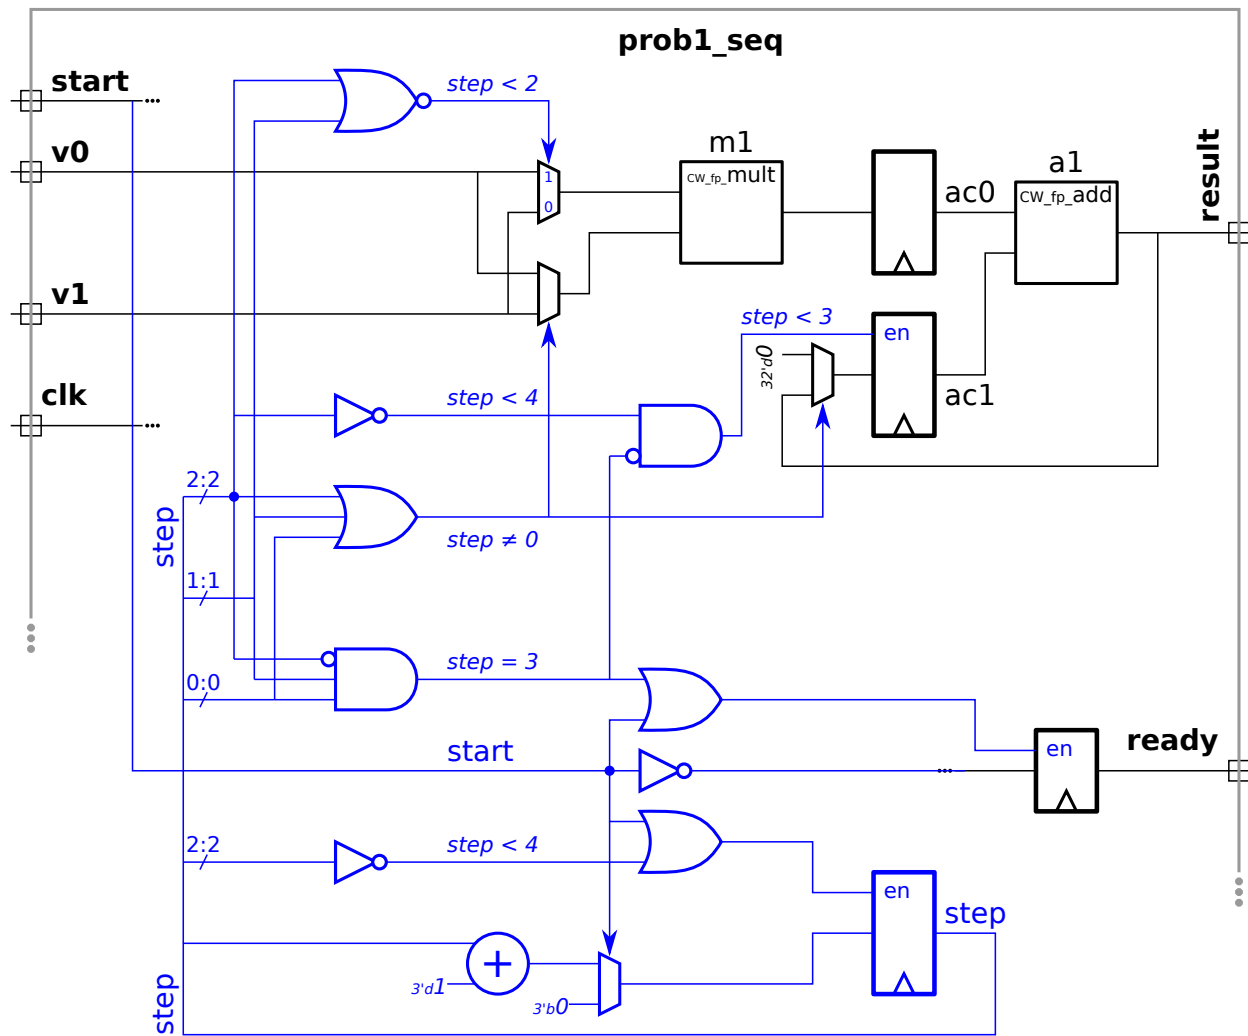 prob1_seq
start
...
step < 2
v0
1
0
m1
CW_fp_mult
ac0
a1
CW_fp_add
result
v1
step < 3
en
32'd0
ac1
clk
...
step < 4
2:2
step
step ≠ 0
1:1
step = 3
0:0
start
...
en
ready
2:2
step < 4
en
step
3'd1
3'b0
step